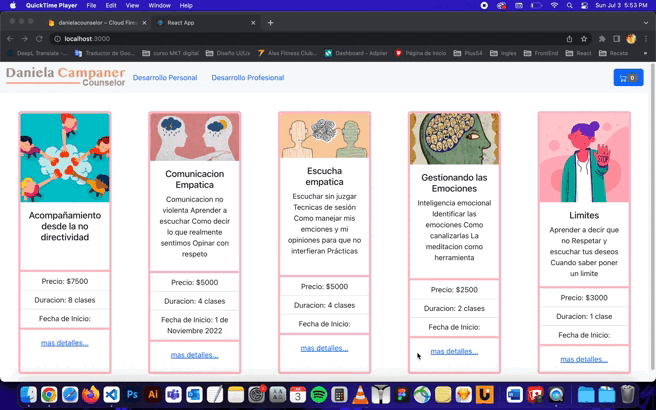 QuickTime Player File Edit View Window Help
Sun Jul 3 5:53 PM
danielacounselor – Cloud Fires
React App
localhost:3000
DeepL Translate -...
Traductor de Goo...
curso MKT digital
Diseño UI/Ux
Alas Fitness Club...
Dashboard - Adpiler
Página de Inicio
Plus54
Ingles
FrontEnd
React
Receta
Daniela Campaner
Counselor
Desarrollo Personal
Desarrollo Profesional
0
Acompañamiento
desde la no
directividad
Precio: $7500
Duracion: 8 clases
Fecha de Inicio:
mas detalles...
Comunicacion
Empatica
Comunicacion no
violenta Aprender a
escuchar Como decir
lo que realmente
sentimos Opinar con
respeto
Precio: $5000
Duracion: 4 clases
Fecha de Inicio: 1 de
Noviembre 2022
mas detalles...
Escucha
empatica
Escuchar sin juzgar
Tecnicas de sesión
Como manejar mis
emciones y mi
opiniones para que no
interfieran Prácticas
Precio: $5000
Duracion: 4 clases
Fecha de Inicio:
mas detalles...
Gestionando las
Emociones
Inteligencia emocional
Identificar las
emociones Como
canalizarlas La
meditacion como
herramienta
Precio: $2500
Duracion: 2 clases
Fecha de Inicio:
mas detalles...
STOP
Limites
Aprender a decir que
no Respetar y
escuchar tus deseos
Cuando saber poner
un limite
Precio: $3000
Duracion: 1 clase
Fecha de Inicio:
mas detalles...